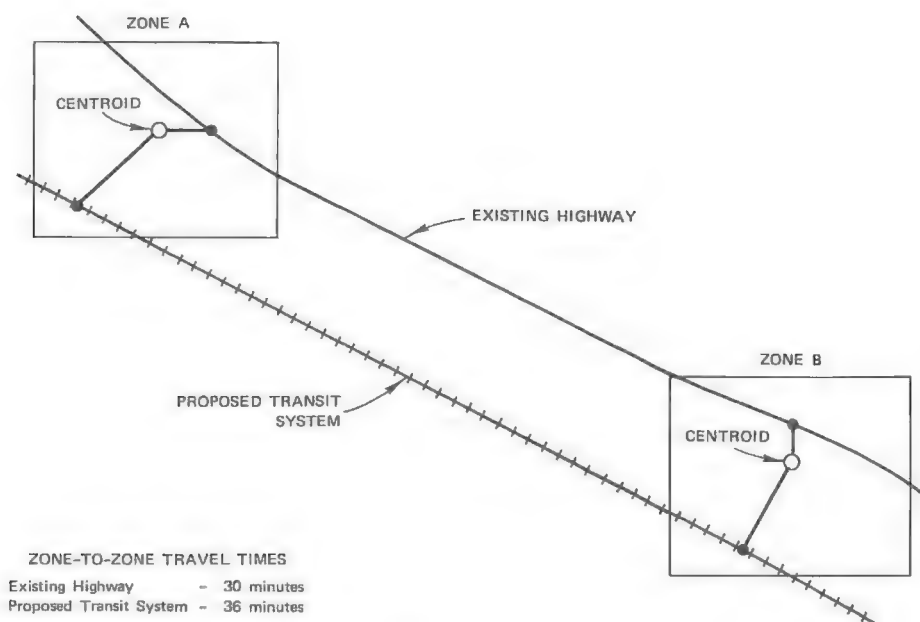 ZONE A
CENTROID
EXISTING HIGHWAY
ZONE B
PROPOSED TRANSIT
SYSTEM
CENTROID
ZONE-TO-ZONE TRAVEL TIMES
Existing Highway - 30 minutes
Proposed Transit System - 36 minutes